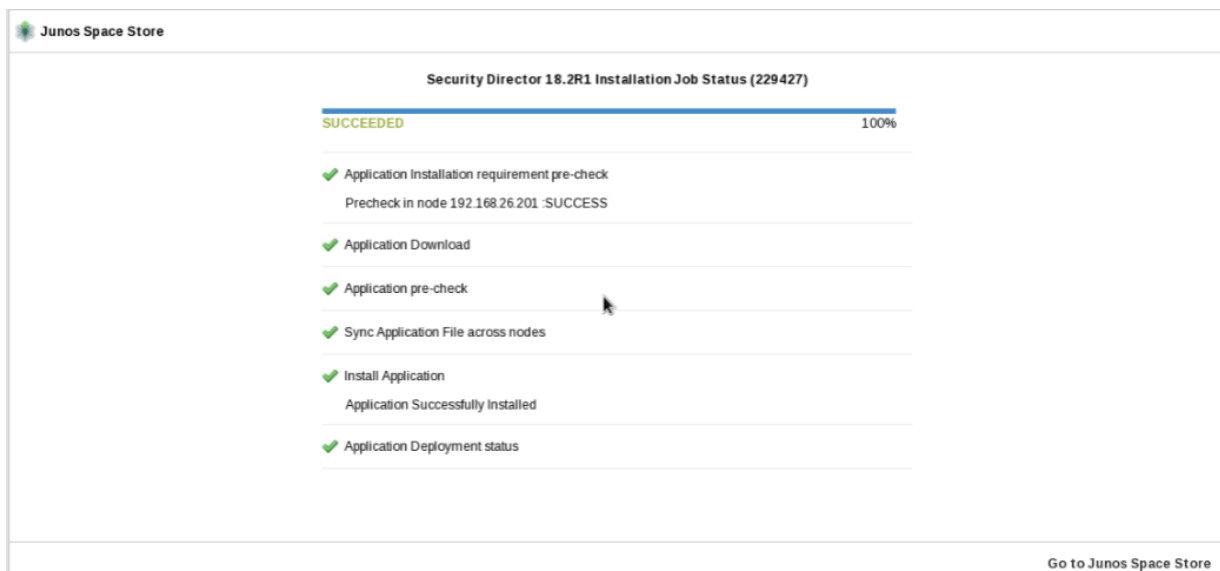 Junos Space Store
Security Director 18.2R1 Installation Job Status (229427)
SUCCEEDED 100%
Application Installation requirement pre-check
Precheck in node 192.168.26.201 :SUCCESS
Application Download
Application pre-check
Sync Application File across nodes
Install Application
Application Successfully Installed
Application Deployment status
Go to Junos Space Store